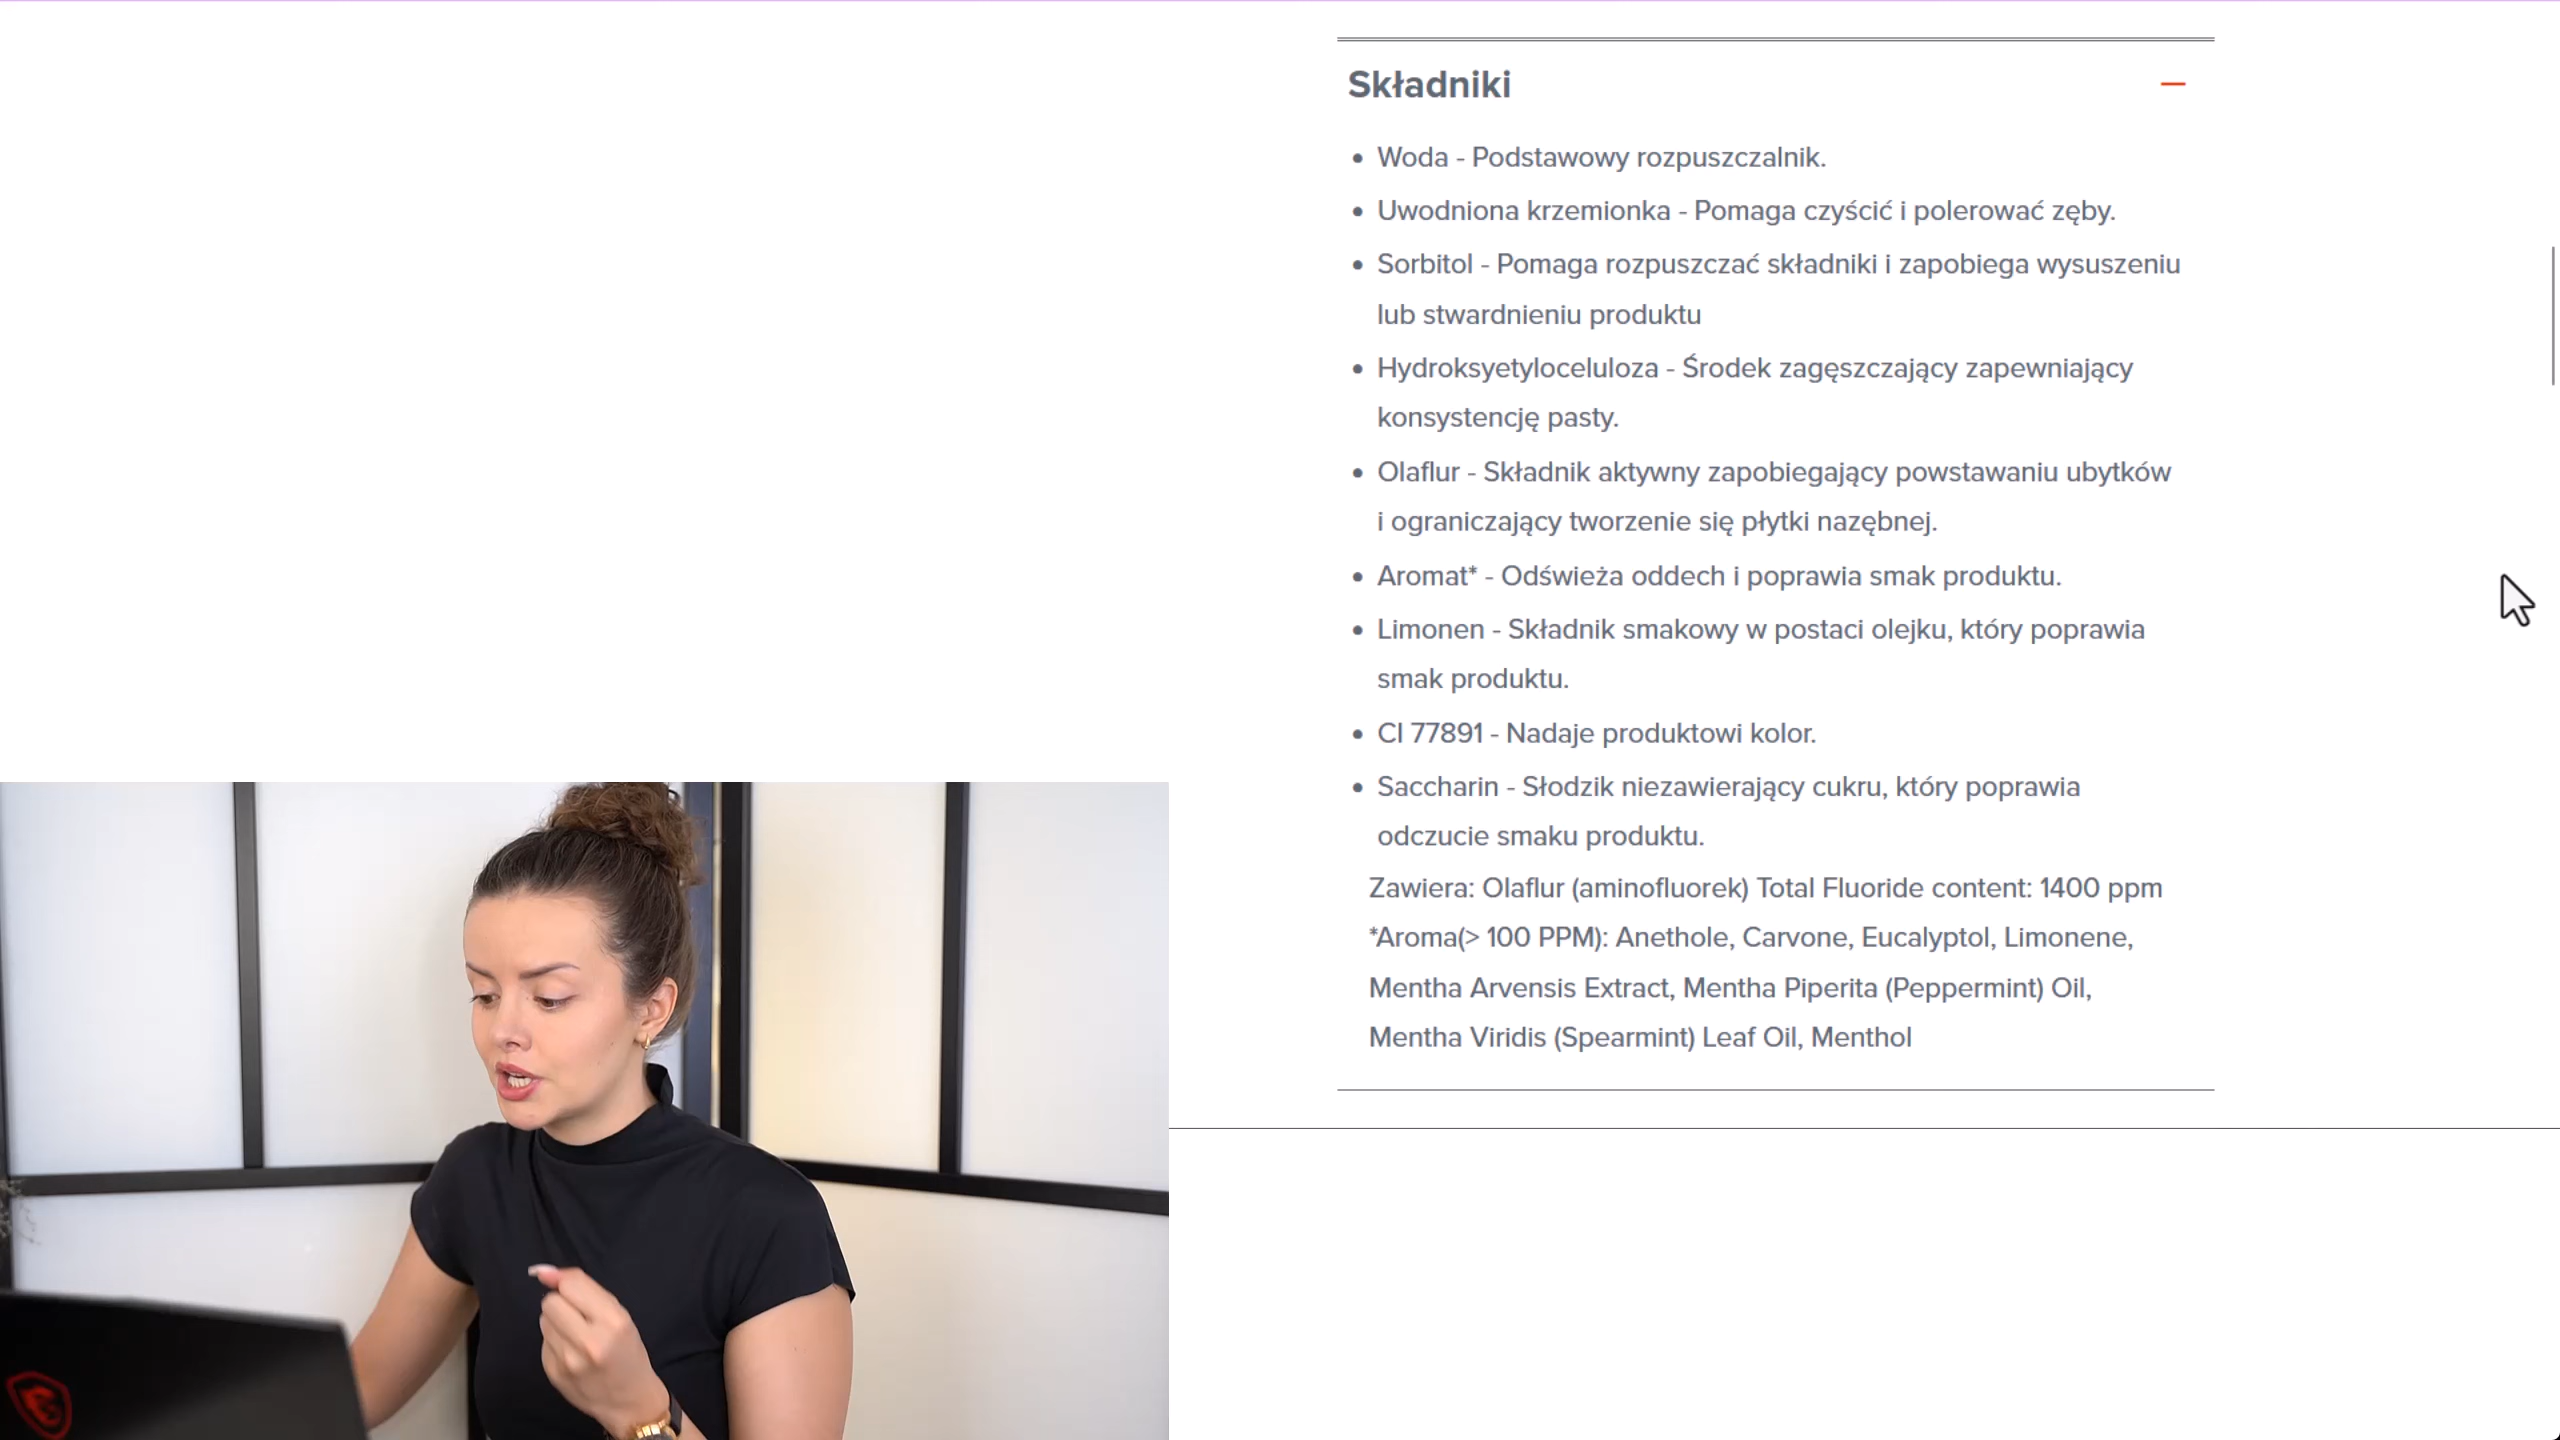 Składniki
Woda - Podstawowy rozpuszczalnik.
Uwodniona krzemionka - Pomaga czyścić i polerować zęby.
Sorbitol - Pomaga rozpuszczać składniki i zapobiega wysuszeniu
lub stwardnieniu produktu
Hydroksyetyloceluloza - Środek zagęszczający zapewniający
konsystencję pasty.
Olaflur - Składnik aktywny zapobiegający powstawaniu ubytków
i ograniczający tworzenie się płytki nazębnej.
Aromat* - Odświeża oddech i poprawia smak produktu.
Limonen - Składnik smakowy w postaci olejku, który poprawia
smak produktu.
CI 77891 - Nadaje produktowi kolor.
Saccharin - Słodzik niezawierający cukru, który poprawia
odczucie smaku produktu.
Zawiera: Olaflur (aminofluorek) Total Fluoride content: 1400 ppm
*Aroma(> 100 PPM): Anethole, Carvone, Eucalyptol, Limonene,
Mentha Arvensis Extract, Mentha Piperita (Peppermint) Oil,
Mentha Viridis (Spearmint) Leaf Oil, Menthol